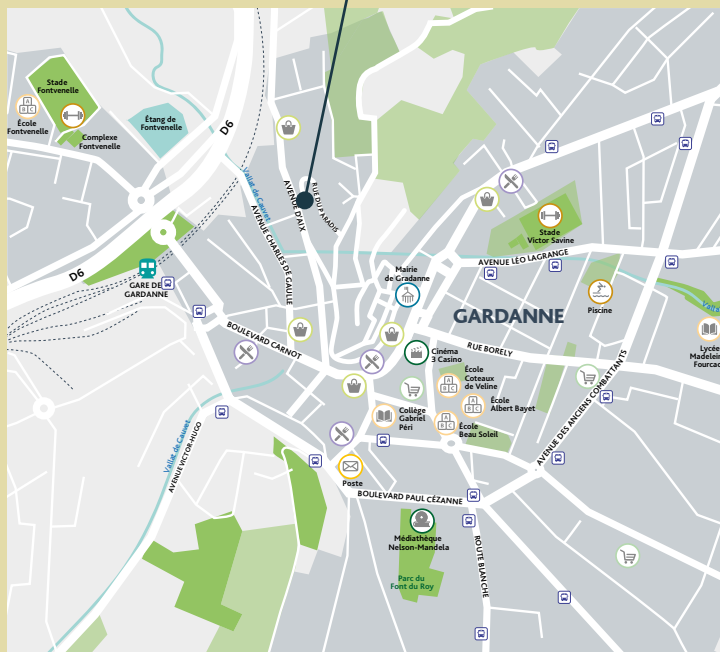 Stade
Fontvenelle
École
Fontvenelle
Complexe
Fontvenelle
Étang de
Fontvenelle
D6
Vallat de Cauvet
AVENUE D'AIX
RUE DU PARADIS
AVENUE CHARLES DE GAULLE
Stade
Victor Savine
AVENUE LÉO LAGRANGE
D6
GARE DE
GARDANNE
Mairie
de Gradanne
Piscine
GARDANNE
BOULEVARD CARNOT
Cinéma
3 Casino
RUE BORELY
Lycée
Madelein
Fourcad
École
Coteaux
de Veline
École
Albert Bayet
Collège
Gabriel
Péri
École
Beau Soleil
AVENUE DES ANCIENS COMBATTANTS
Vallat de Cauvet
AVENUE VICTOR-HUGO
Poste
BOULEVARD PAUL CÉZANNE
Médiathèque
Nelson-Mandela
ROUTE BLANCHE
Parc du
Font du Roy
A
B C
A
B C
A
B C
A
B C